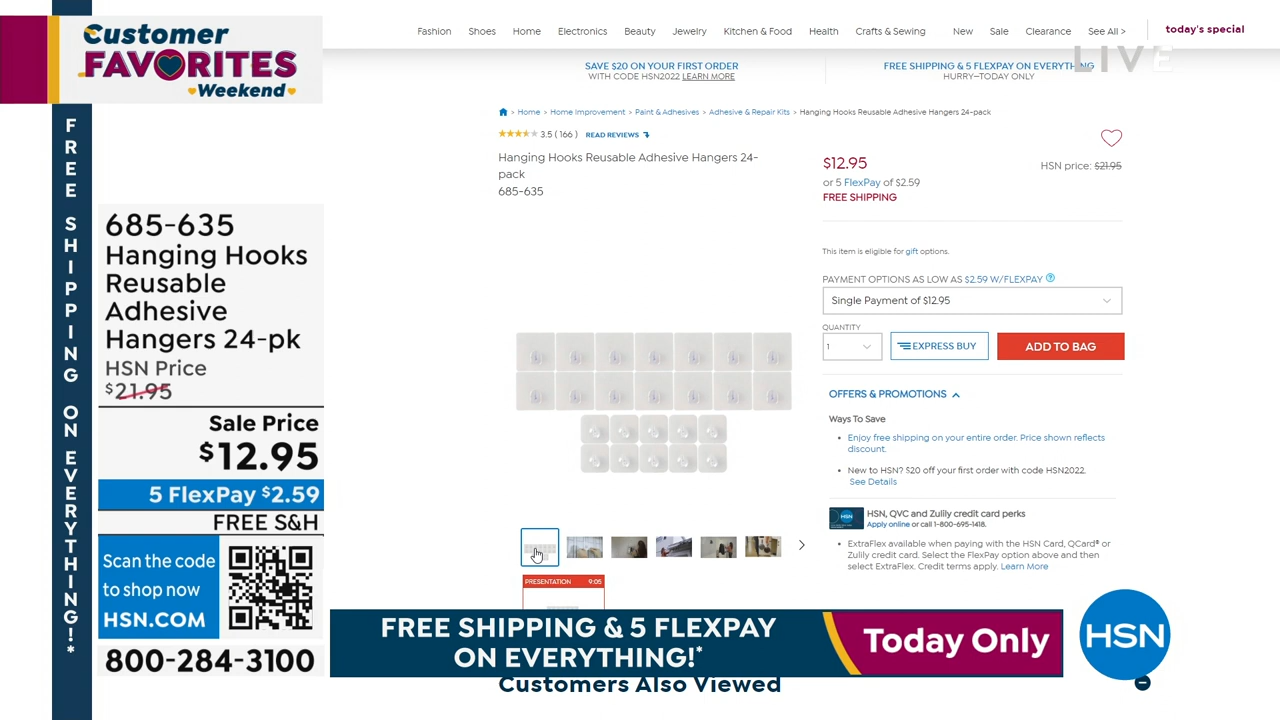 Customer
FAVORITES
Weekend
FREE SHIPPING ON EVERYTHING!*
685-635
Hanging Hooks
Reusable
Adhesive
Hangers 24-pk
HSN Price
$21.95
Sale Price
$12.95
5 FlexPay $2.59
FREE S&H
Scan the code
to shop now
HSN.COM
800-284-3100
Fashion Shoes Home Electronics Beauty Jewelry Kitchen & Food Health Crafts & Sewing New Sale Clearance See All > today's special
LIVE
SAVE $20 ON YOUR FIRST ORDER
WITH CODE HSN2022 LEARN MORE
FREE SHIPPING & 5 FLEXPAY ON EVERYTHING
HURRY—TODAY ONLY
> Home > Home Improvement > Paint & Adhesives > Adhesive & Repair Kits > Hanging Hooks Reusable Adhesive Hangers 24-pack
3.5 ( 166 ) READ REVIEWS
Hanging Hooks Reusable Adhesive Hangers 24-
pack
685-635
$12.95
HSN price: $21.95
or 5 FlexPay of $2.59
FREE SHIPPING
This item is eligible for gift options.
PAYMENT OPTIONS AS LOW AS $2.59 W/FLEXPAY ?
Single Payment of $12.95
QUANTITY
1
EXPRESS BUY
ADD TO BAG
OFFERS & PROMOTIONS
Ways To Save
• Enjoy free shipping on your entire order. Price shown reflects
discount.
• New to HSN? $20 off your first order with code HSN2022.
See Details
HSN
HSN, QVC and Zulily credit card perks
Apply online or call 1-800-695-1418.
• ExtraFlex available when paying with the HSN Card, QCard® or
Zulily credit card. Select the FlexPay option above and then
select ExtraFlex. Credit terms apply. Learn More
PRESENTATION 9:05
FREE SHIPPING & 5 FLEXPAY
ON EVERYTHING!*
Today Only
HSN
Customers Also Viewed